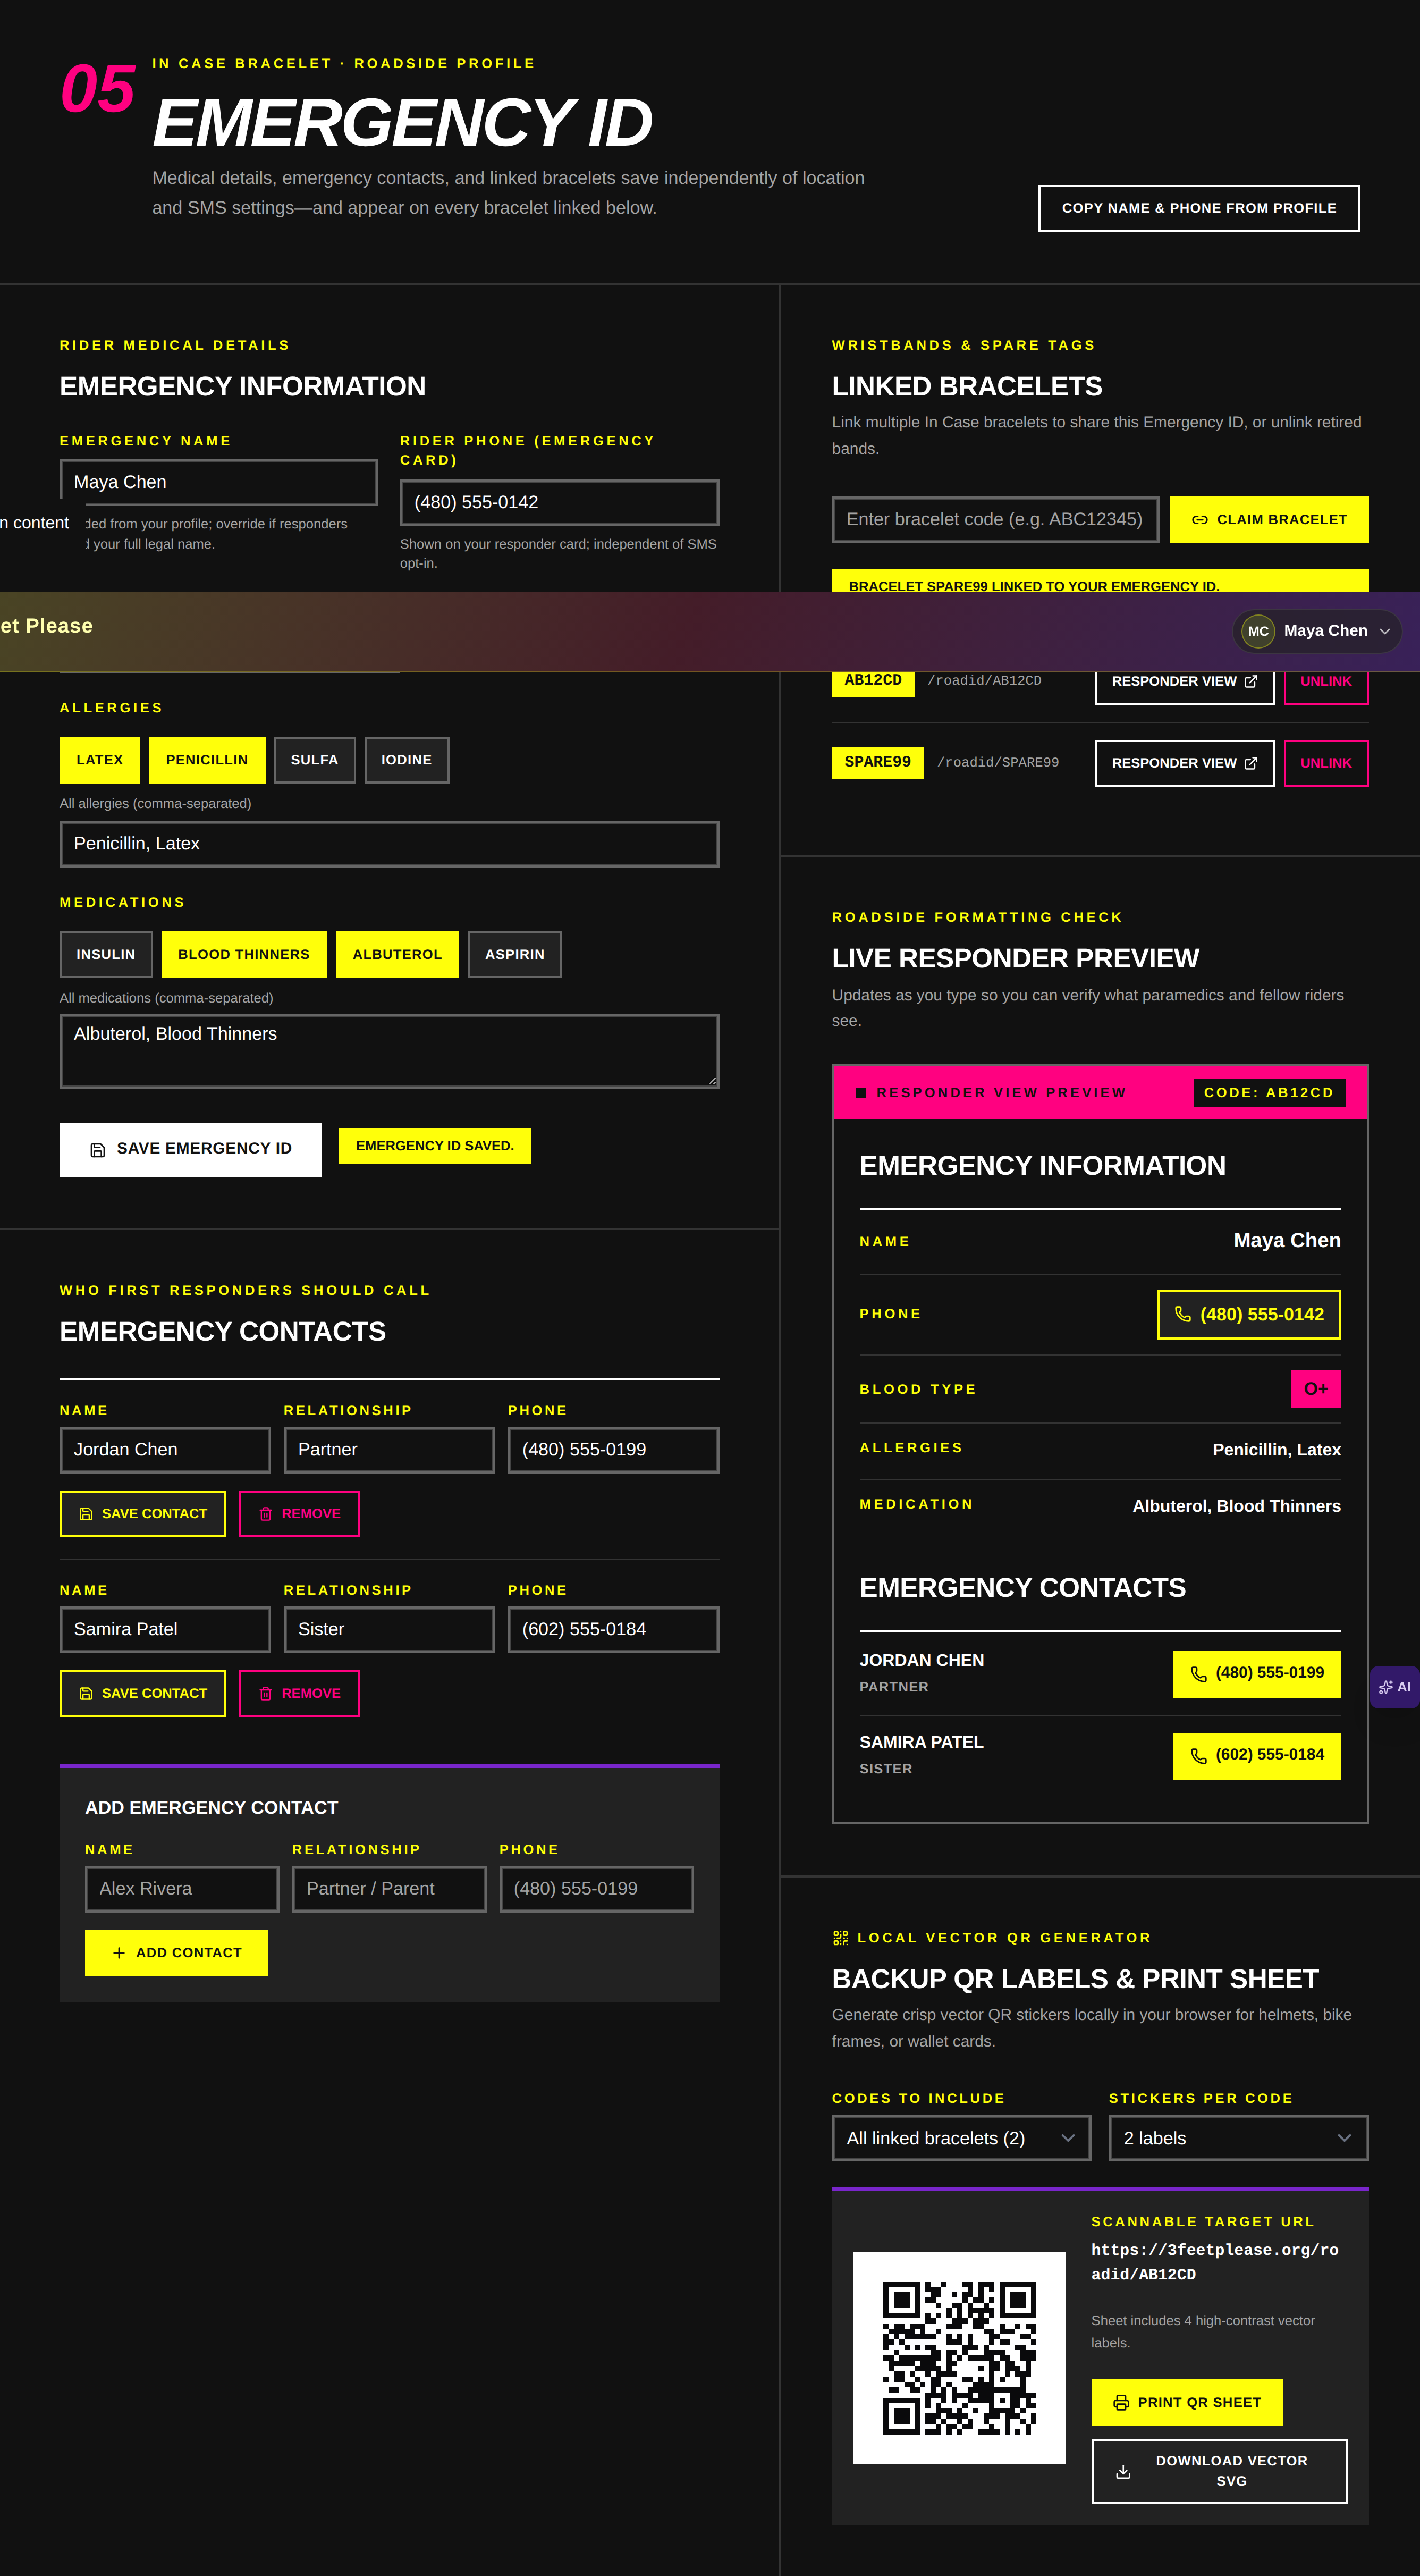 05
IN CASE BRACELET · ROADSIDE PROFILE
EMERGENCY ID
Medical details, emergency contacts, and linked bracelets save independently of location
and SMS settings—and appear on every bracelet linked below.
COPY NAME & PHONE FROM PROFILE
RIDER MEDICAL DETAILS
EMERGENCY INFORMATION
EMERGENCY NAME
Maya Chen
from your profile; override if responders
your full legal name.
n content
RIDER PHONE (EMERGENCY
CARD)
(480) 555-0142
Shown on your responder card; independent of SMS
opt-in.
et Please
MC
Maya Chen
ALLERGIES
LATEX
PENICILLIN
SULFA
IODINE
All allergies (comma-separated)
Penicillin, Latex
MEDICATIONS
INSULIN
BLOOD THINNERS
ALBUTEROL
ASPIRIN
All medications (comma-separated)
Albuterol, Blood Thinners
SAVE EMERGENCY ID
EMERGENCY ID SAVED.
WHO FIRST RESPONDERS SHOULD CALL
EMERGENCY CONTACTS
NAME
RELATIONSHIP
PHONE
Jordan Chen
Partner
(480) 555-0199
SAVE CONTACT
REMOVE
NAME
RELATIONSHIP
PHONE
Samira Patel
Sister
(602) 555-0184
SAVE CONTACT
REMOVE
ADD EMERGENCY CONTACT
NAME
RELATIONSHIP
PHONE
Alex Rivera
Partner / Parent
(480) 555-0199
ADD CONTACT
WRISTBANDS & SPARE TAGS
LINKED BRACELETS
Link multiple In Case bracelets to share this Emergency ID, or unlink retired
bands.
Enter bracelet code (e.g. ABC12345)
CLAIM BRACELET
BRACELET SPARE99 LINKED TO YOUR EMERGENCY ID.
AB12CD
/roadid/AB12CD
RESPONDER VIEW
UNLINK
SPARE99
/roadid/SPARE99
RESPONDER VIEW
UNLINK
ROADSIDE FORMATTING CHECK
LIVE RESPONDER PREVIEW
Updates as you type so you can verify what paramedics and fellow riders
see.
RESPONDER VIEW PREVIEW
CODE: AB12CD
EMERGENCY INFORMATION
NAME
Maya Chen
PHONE
(480) 555-0142
BLOOD TYPE
O+
ALLERGIES
Penicillin, Latex
MEDICATION
Albuterol, Blood Thinners
EMERGENCY CONTACTS
JORDAN CHEN
PARTNER
(480) 555-0199
SAMIRA PATEL
SISTER
(602) 555-0184
AI
LOCAL VECTOR QR GENERATOR
BACKUP QR LABELS & PRINT SHEET
Generate crisp vector QR stickers locally in your browser for helmets, bike
frames, or wallet cards.
CODES TO INCLUDE
All linked bracelets (2)
STICKERS PER CODE
2 labels
SCANNABLE TARGET URL
https://3feetplease.org/ro
adid/AB12CD
Sheet includes 4 high-contrast vector
labels.
PRINT QR SHEET
DOWNLOAD VECTOR
SVG